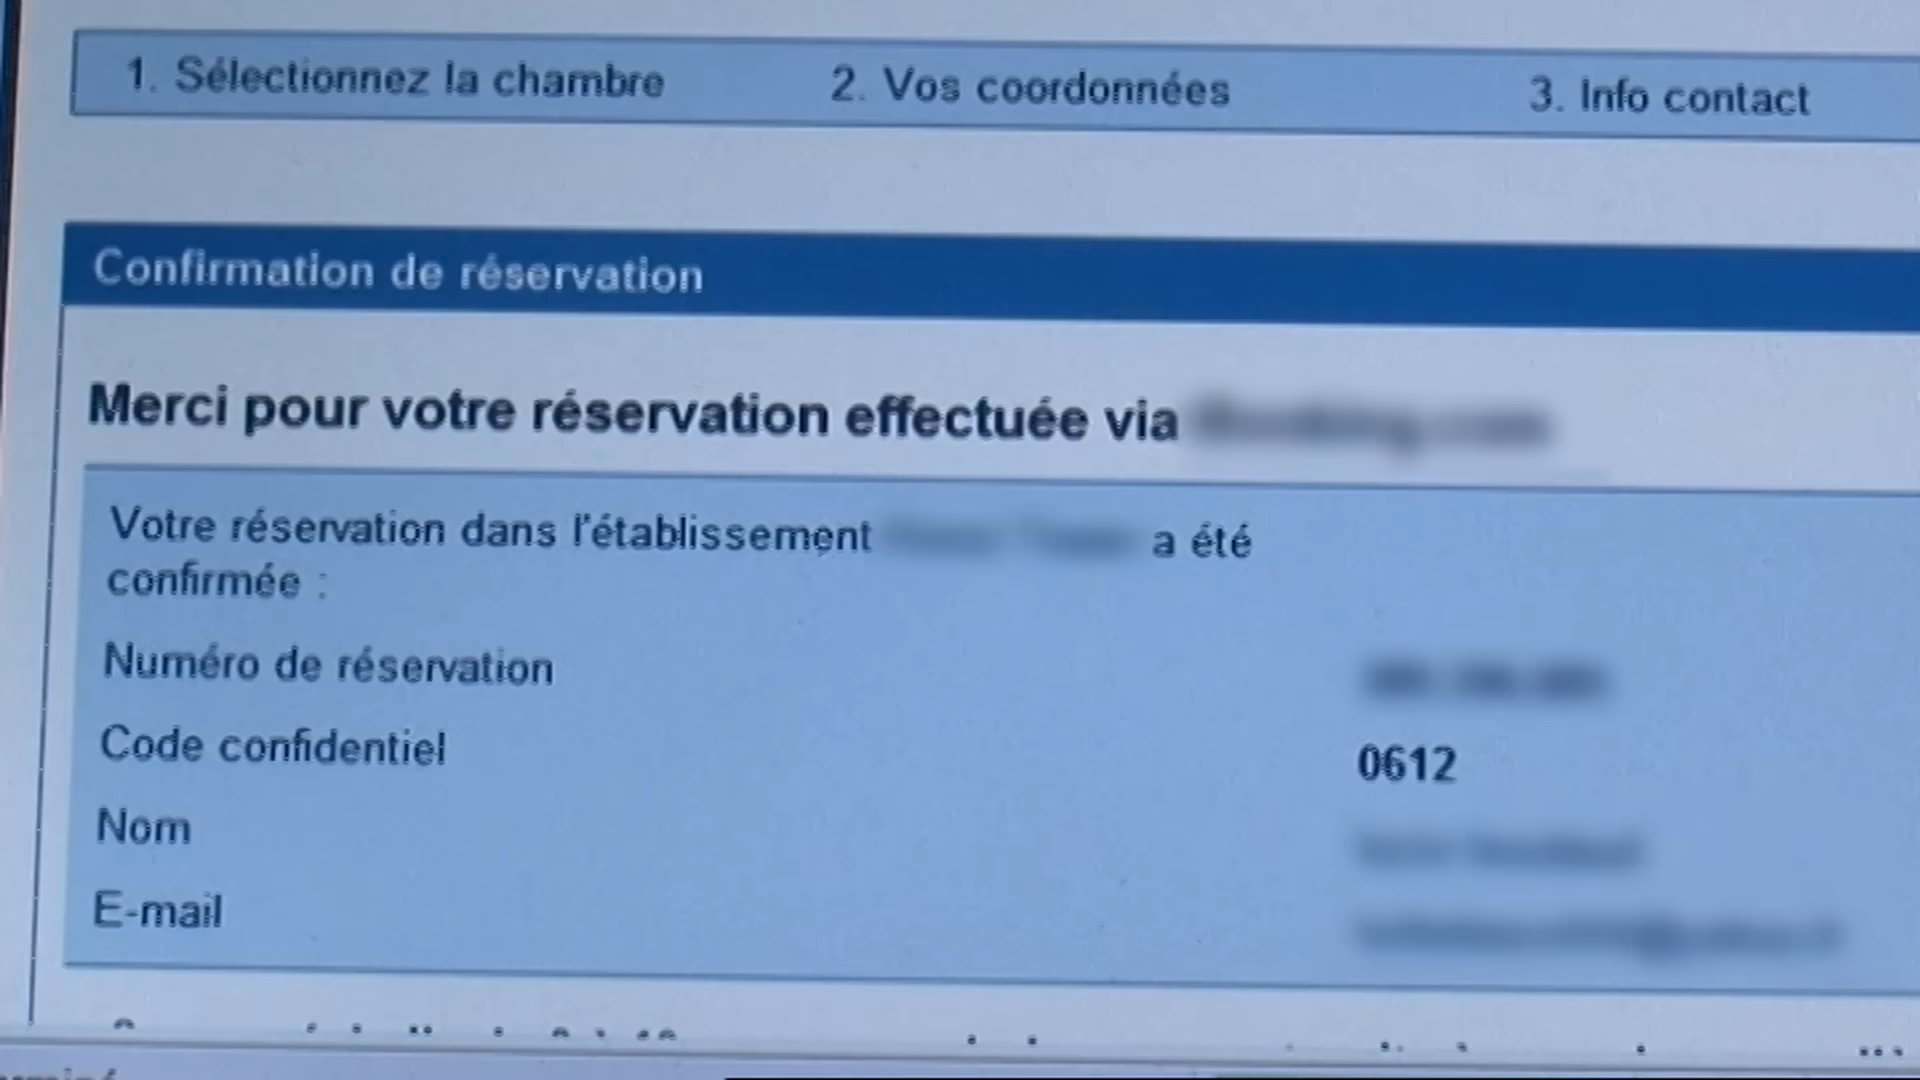 1. Sélectionnez la chambre 2. Vos coordonnées 3. Info contact
Confirmation de réservation
Merci pour votre réservation effectuée via
Votre réservation dans l'établissement a été
confirmée :
Numéro de réservation
Code confidentiel 0612
Nom
E-mail